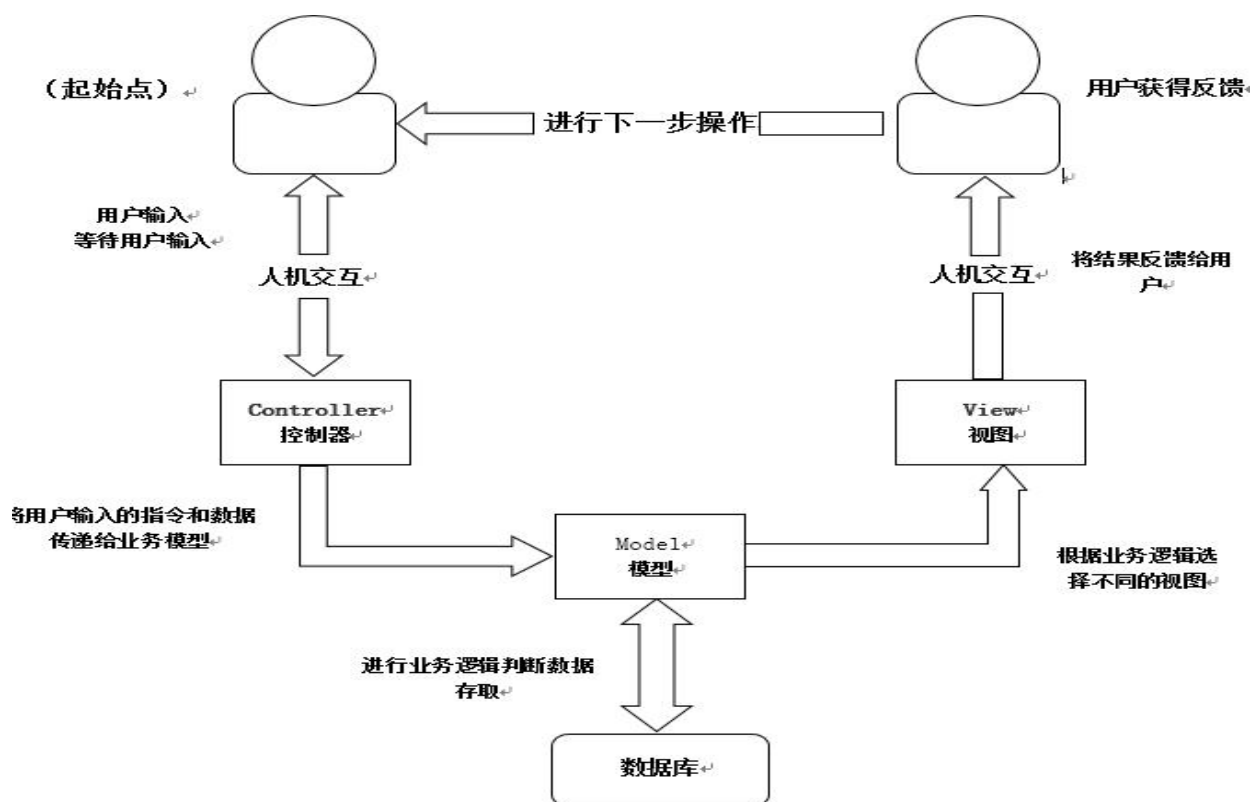 （起始点）
用户获得反馈
进行下一步操作
用户输入
等待用户输入
人机交互
人机交互
将结果反馈给用
户
Controller
控制器
View
视图
用户输入的指令和数据
传递给业务模型
Model
模型
根据业务逻辑选
择不同的视图
进行业务逻辑判断数据
存取
数据库